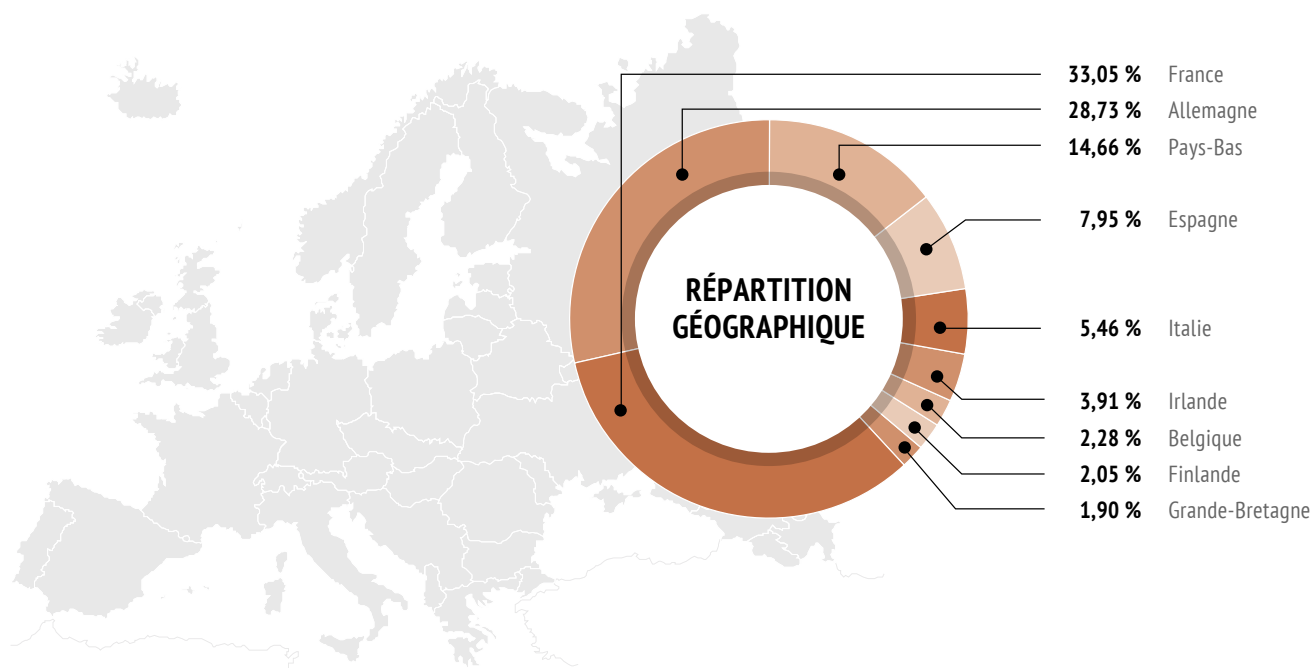 33,05 % France
28,73 % Allemagne
14,66 % Pays-Bas
7,95 % Espagne
RÉPARTITION
GÉOGRAPHIQUE
5,46 % Italie
3,91 % Irlande
2,28 % Belgique
2,05 % Finlande
1,90 % Grande-Bretagne